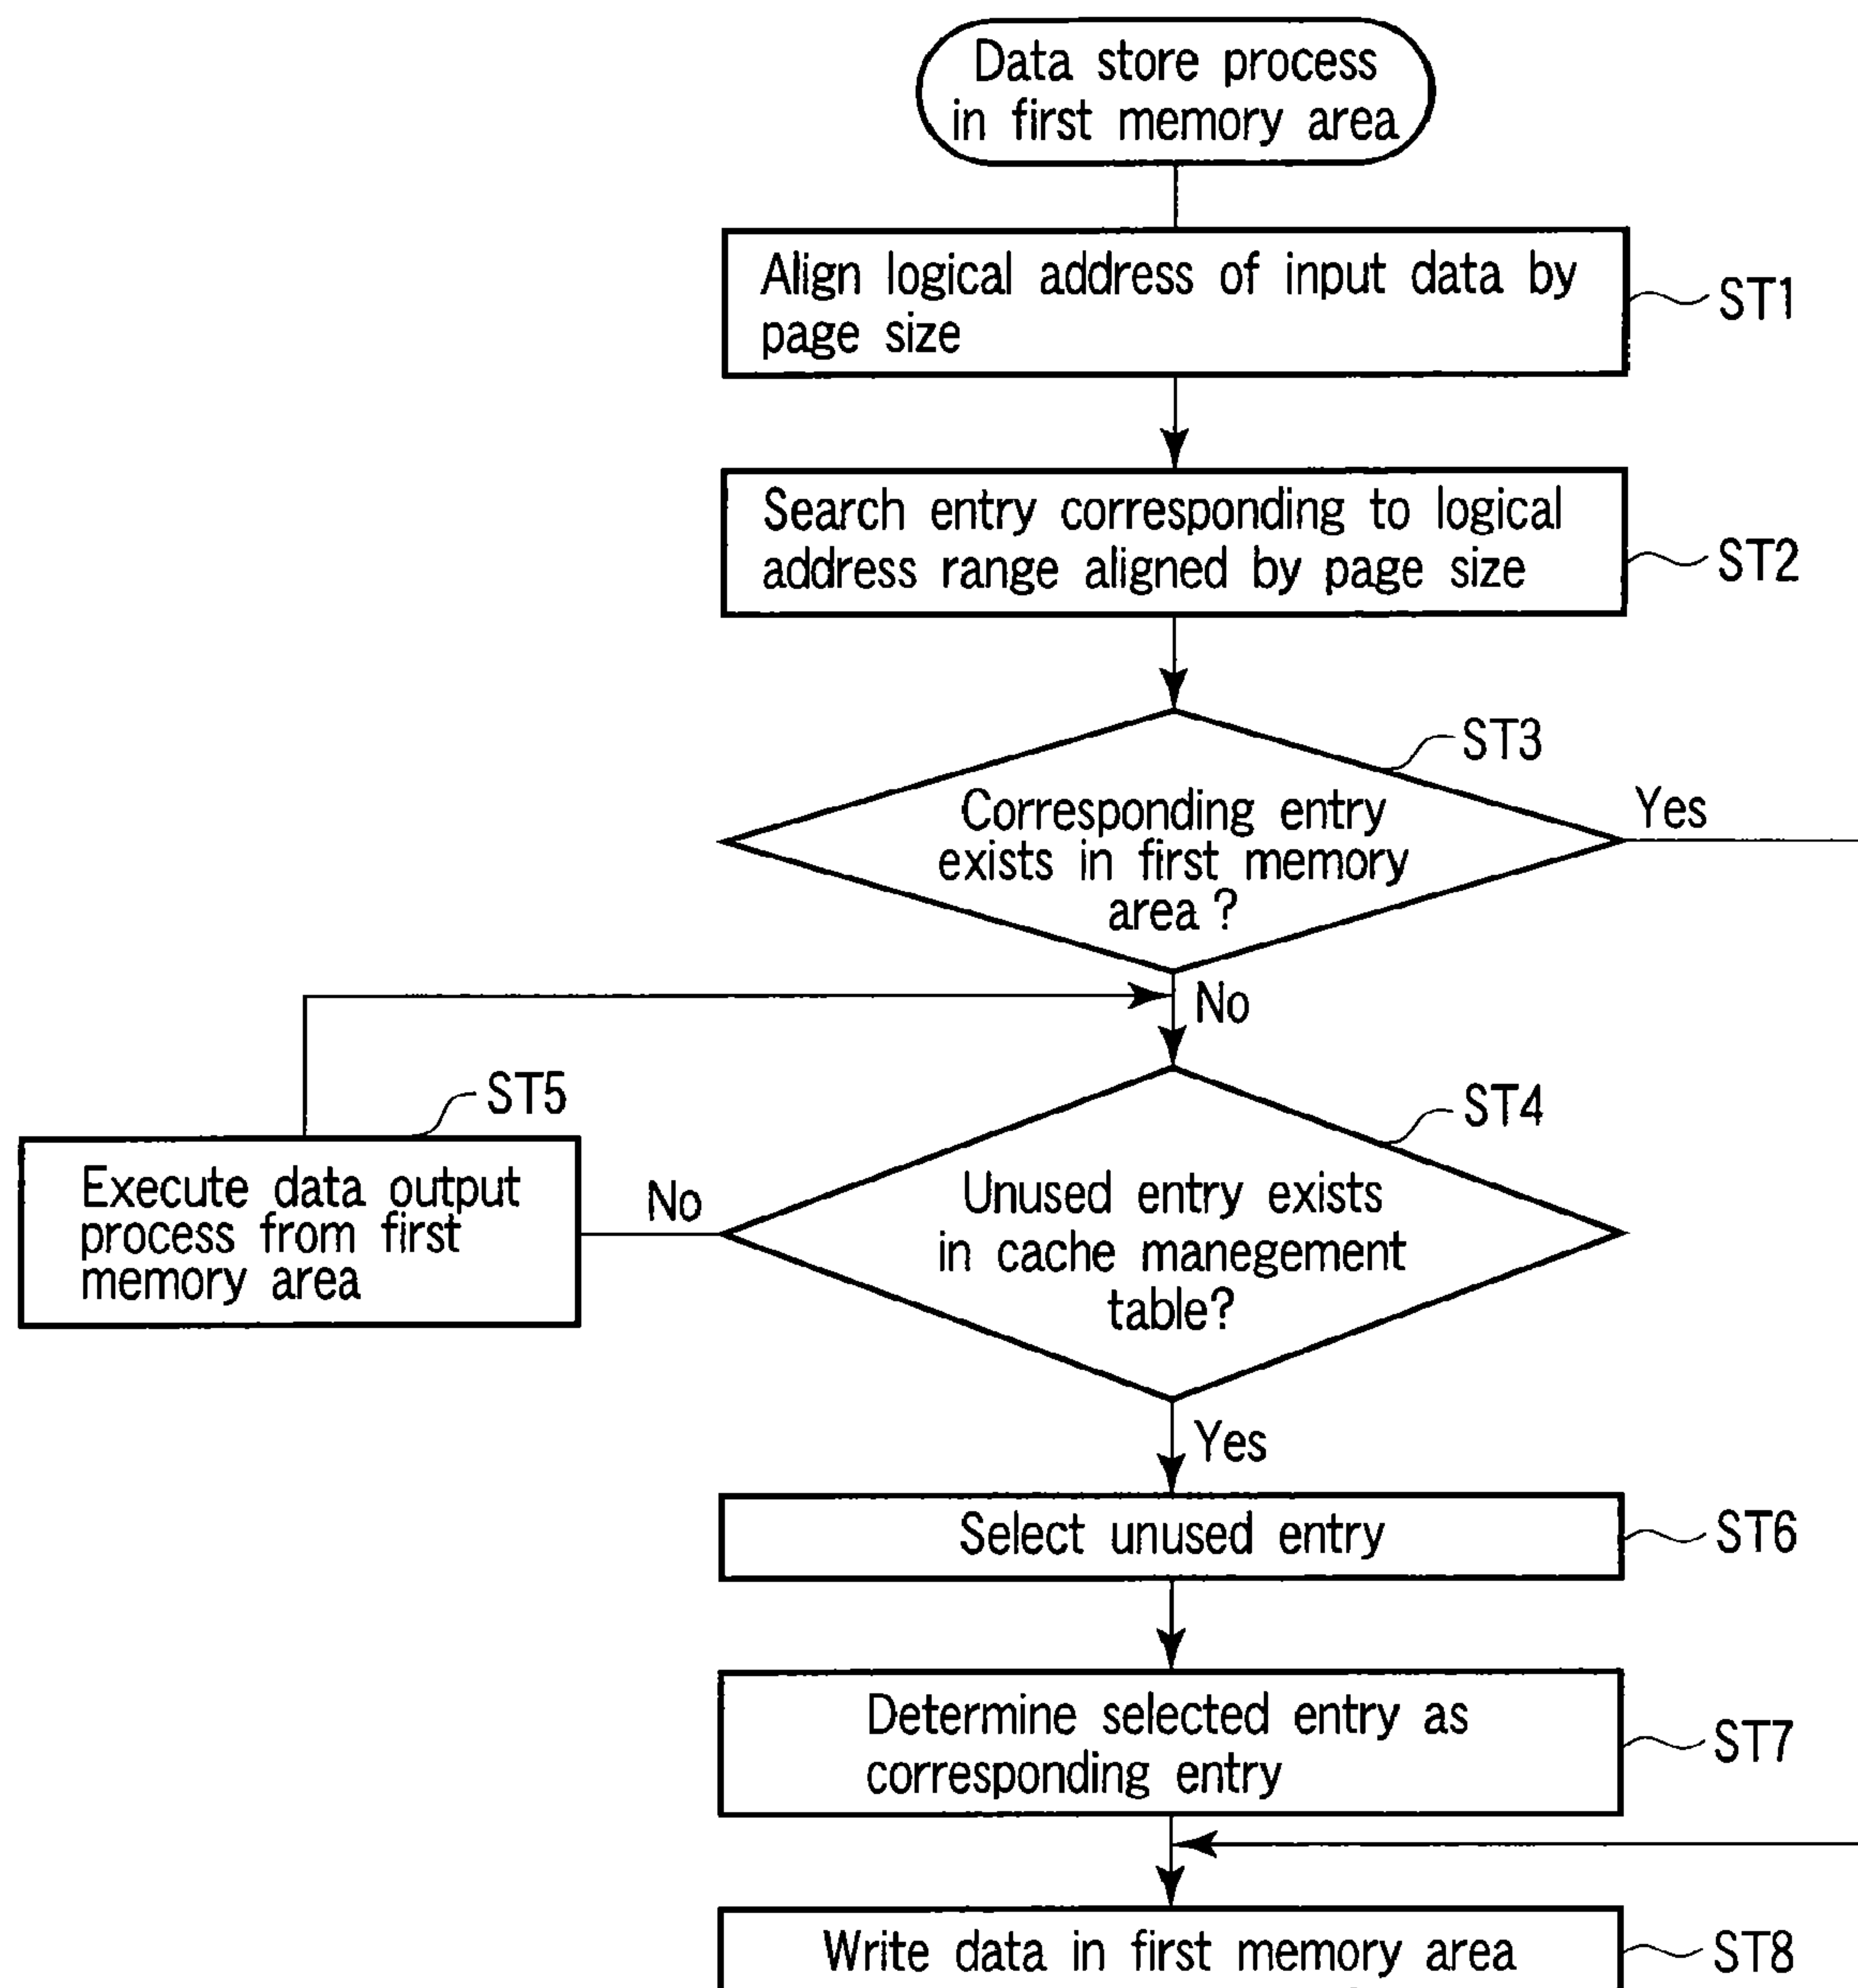 Data store process
in first memory area
Align logical address of input data by
page size
ST1
Search entry corresponding to logical
address range aligned by page size
ST2
ST3
Corresponding entry
exists in first memory
area ?
Yes
No
ST5
Execute data output
process from first
memory area
No
ST4
Unused entry exists
in cache manegement
table?
Yes
Select unused entry
ST6
Determine selected entry as
corresponding entry
ST7
Write data in first memory area
ST8